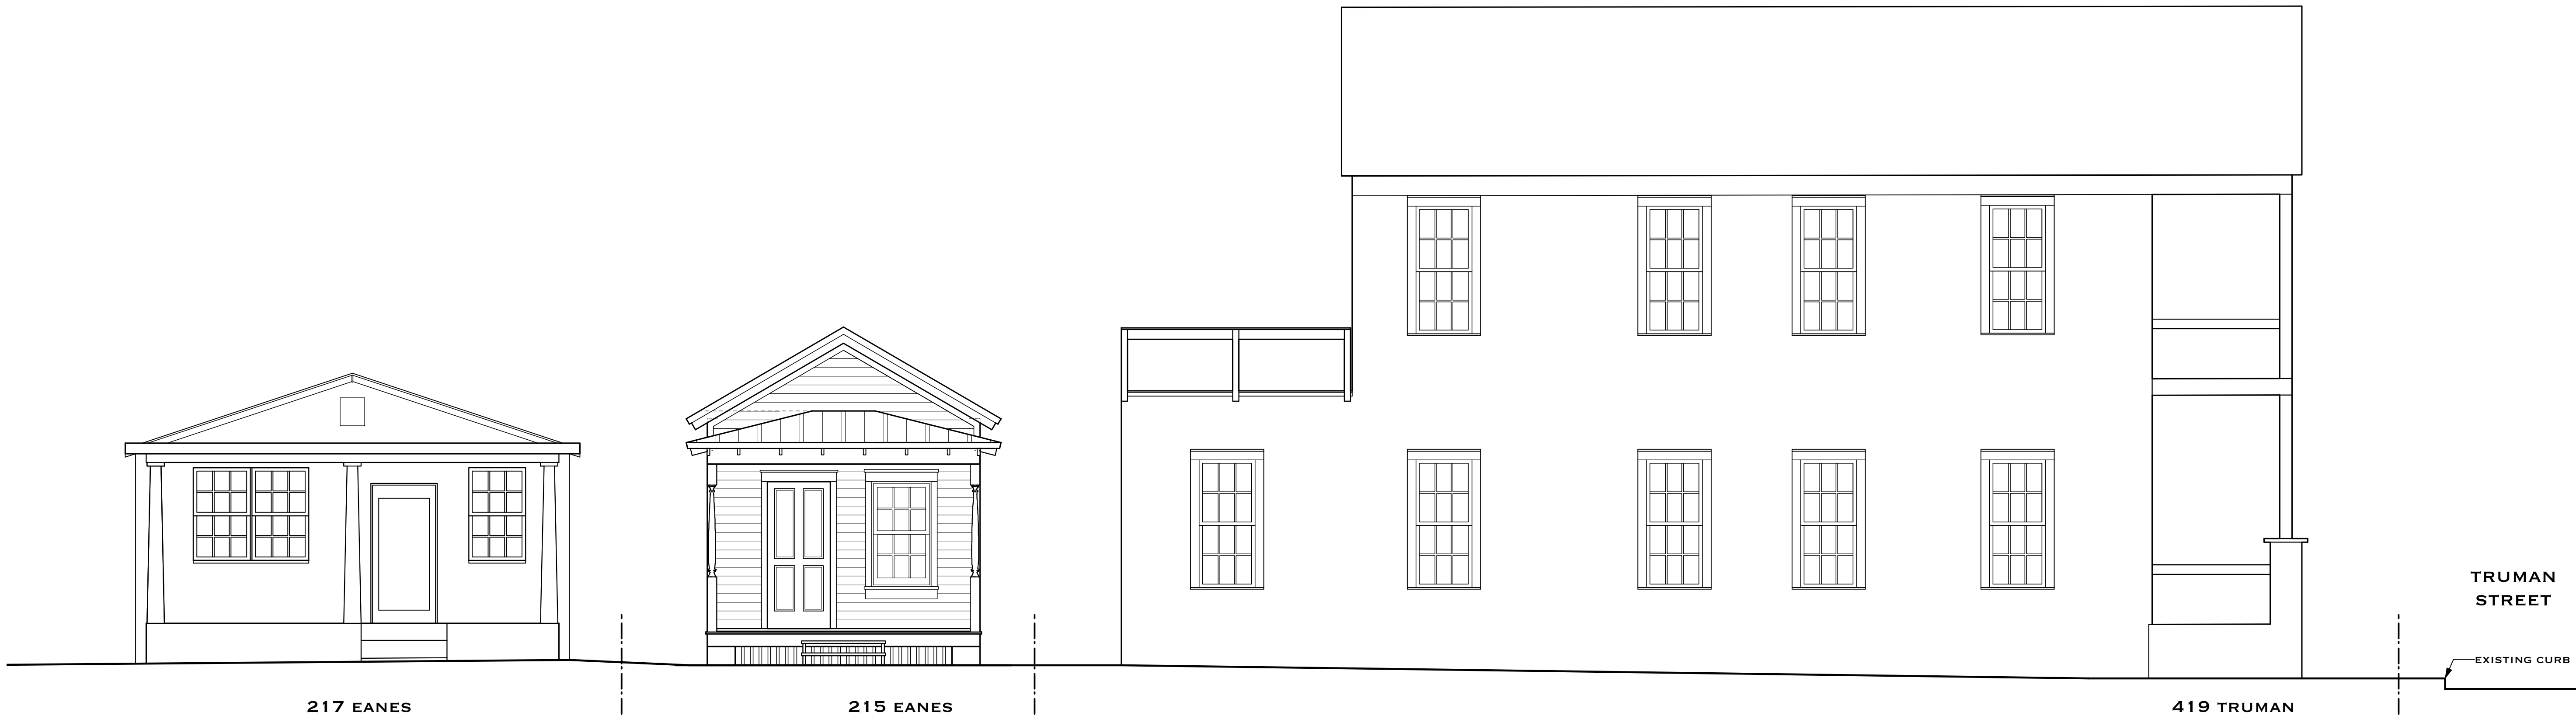 TRUMAN
STREET
EXISTING CURB
217 EANES
215 EANES
419 TRUMAN